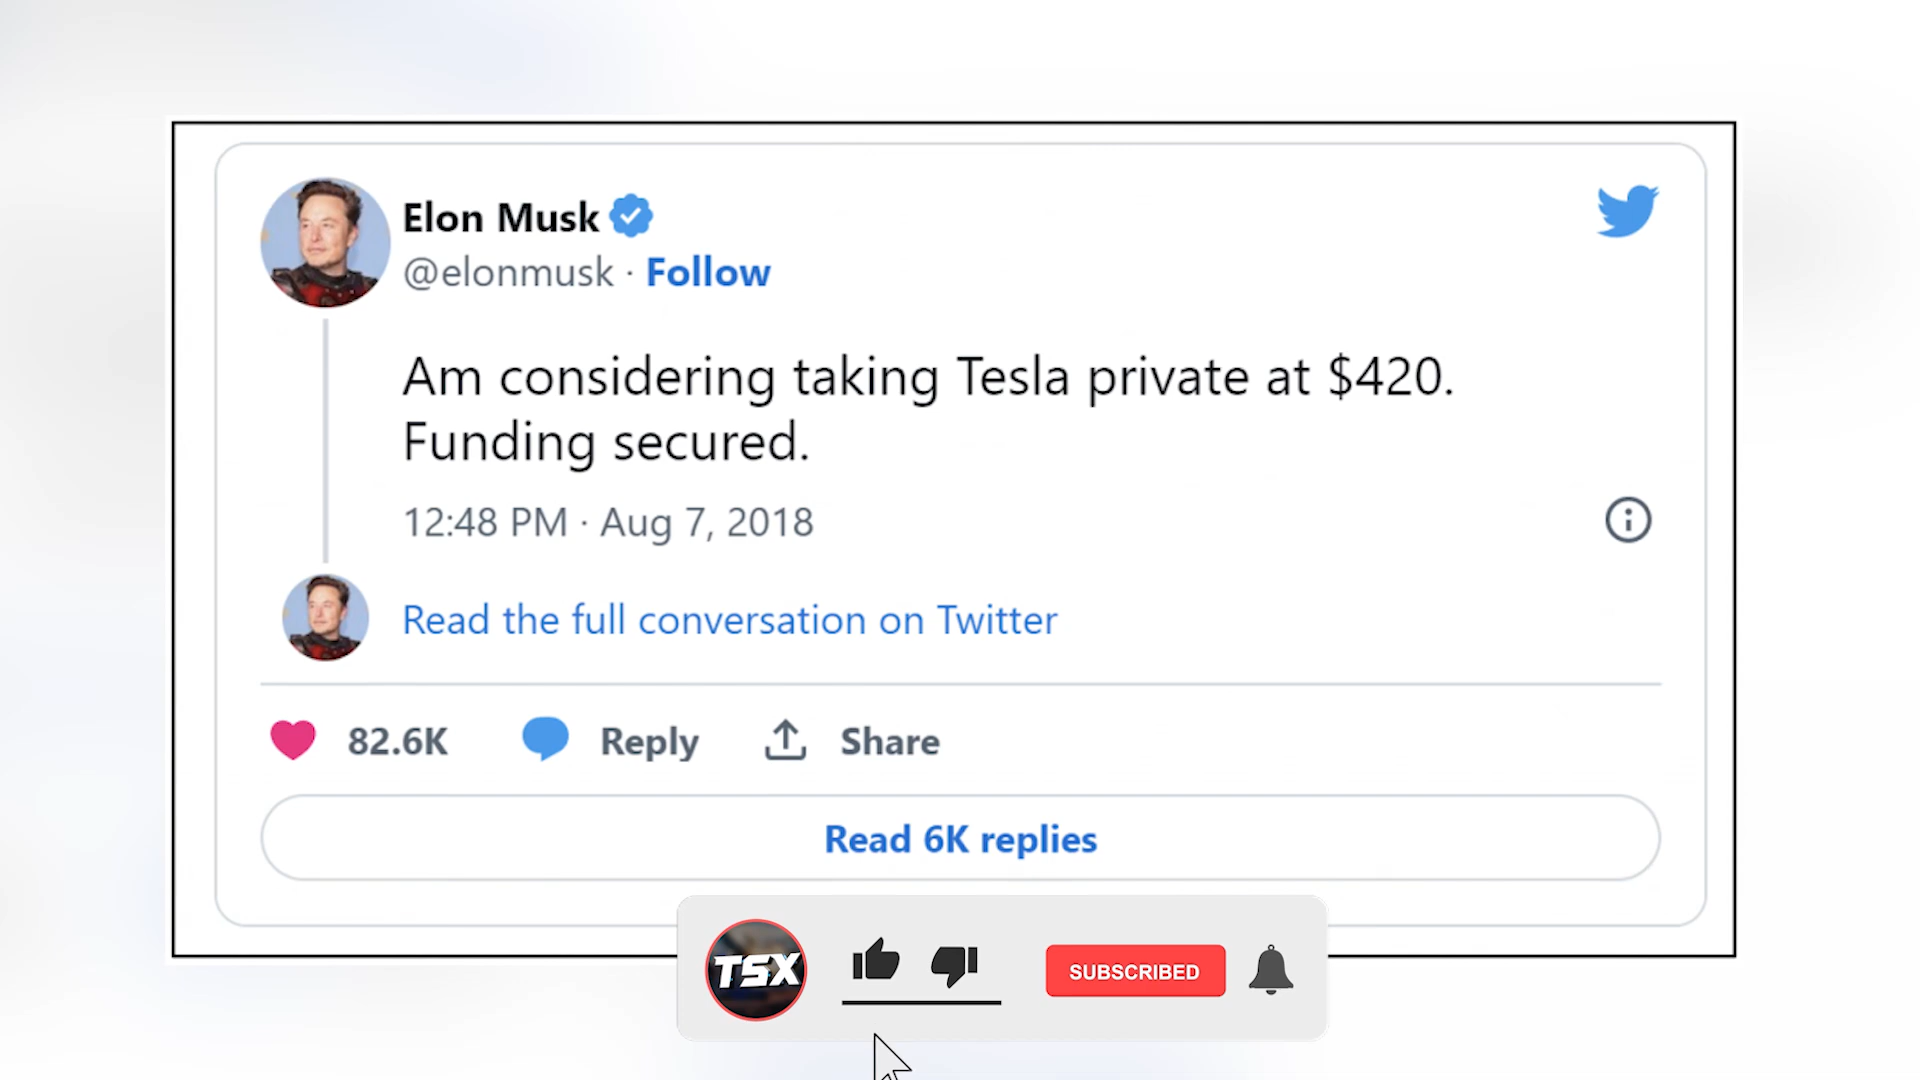 Elon Musk
@elonmusk · Follow
Am considering taking Tesla private at $420.
Funding secured.
12:48 PM · Aug 7, 2018
Read the full conversation on Twitter
82.6K Reply Share
Read 6K replies
TSX SUBSCRIBED